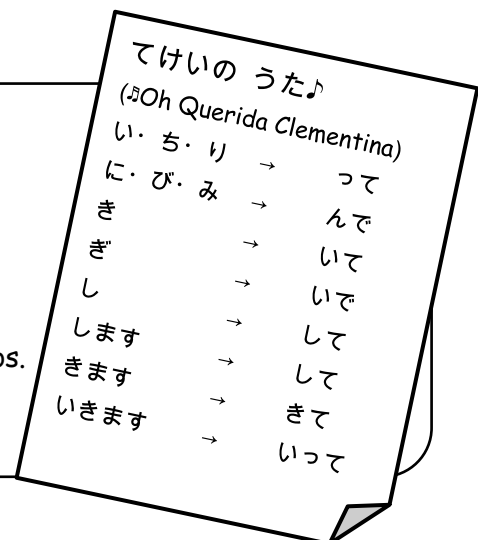 てけいの うた♪
(♬Oh Querida Clementina)
い・ ち・ り → って
に・ び・ み → んで
き → いて
ぎ → いで
し → して
します → して
きます → きて
いきます → いって
os.